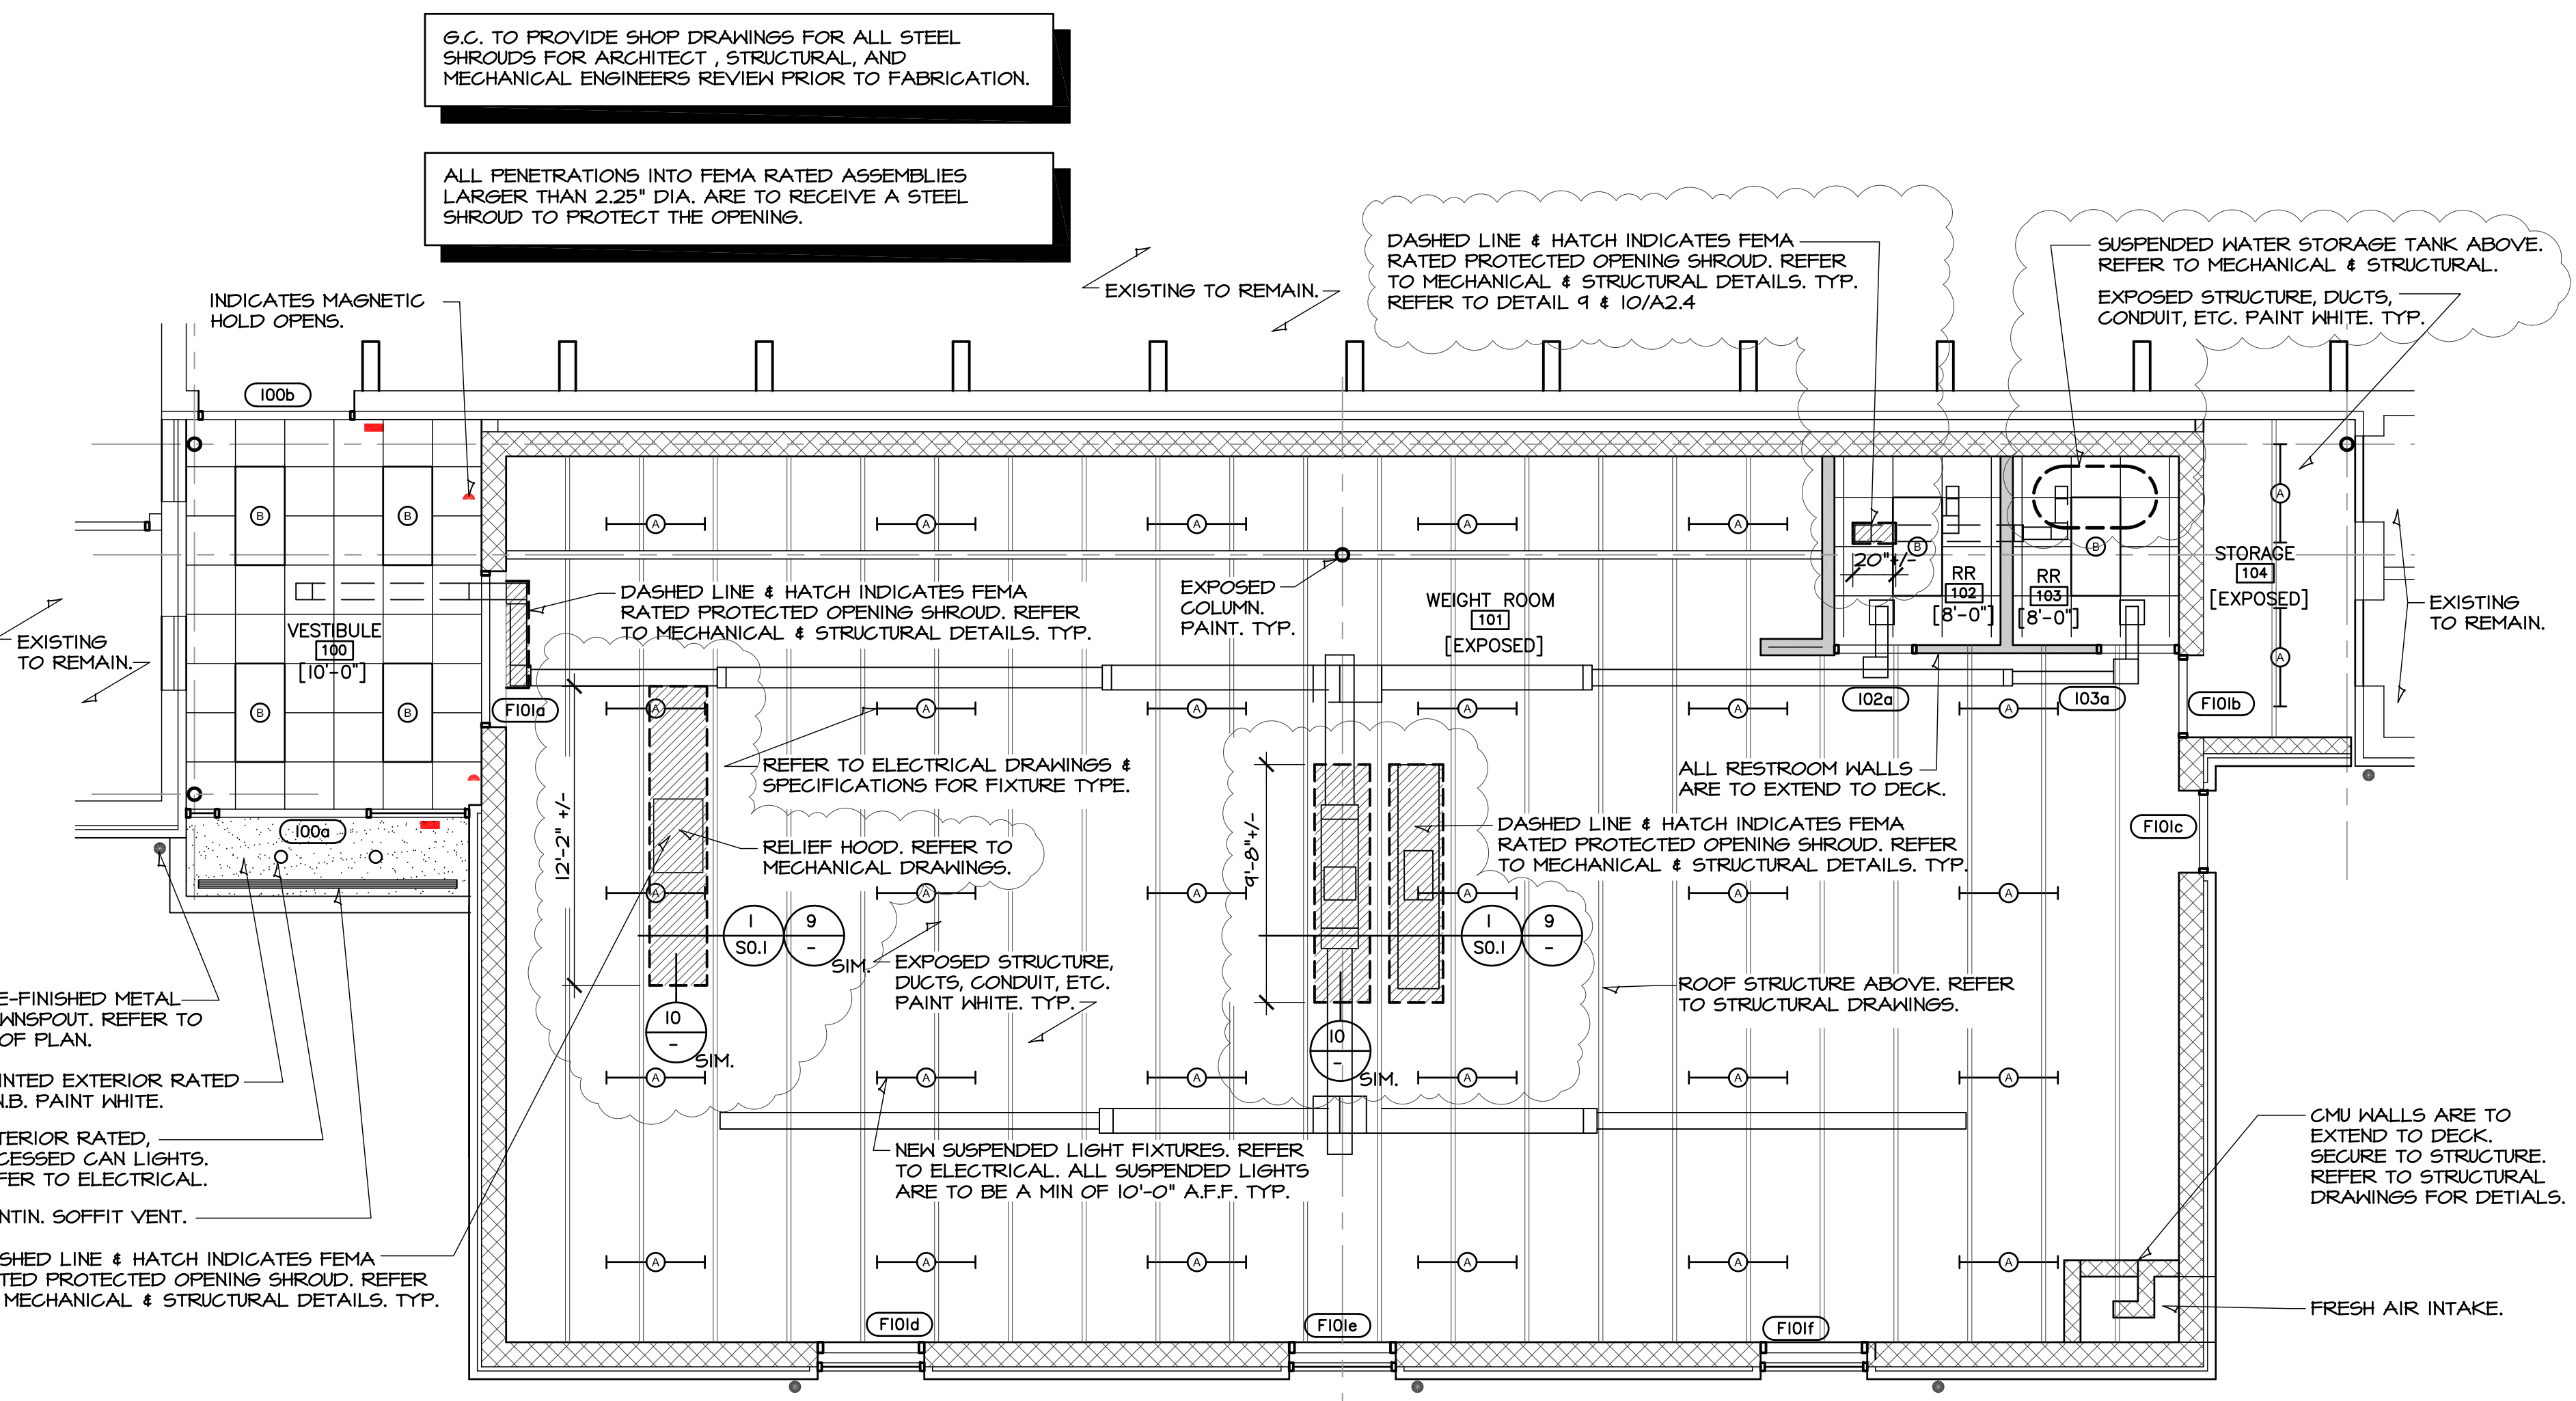 G.C. TO PROVIDE SHOP DRAWINGS FOR ALL STEEL
SHROUDS FOR ARCHITECT , STRUCTURAL, AND
MECHANICAL ENGINEERS REVIEW PRIOR TO FABRICATION.
ALL PENETRATIONS INTO FEMA RATED ASSEMBLIES
LARGER THAN 2.25" DIA. ARE TO RECEIVE A STEEL
SHROUD TO PROTECT THE OPENING.
DASHED LINE & HATCH INDICATES FEMA
RATED PROTECTED OPENING SHROUD. REFER
TO MECHANICAL & STRUCTURAL DETAILS. TYP.
REFER TO DETAIL 9 & 10/A2.4
SUSPENDED WATER STORAGE TANK ABOVE.
REFER TO MECHANICAL & STRUCTURAL.
EXPOSED STRUCTURE, DUCTS,
CONDUIT, ETC. PAINT WHITE. TYP.
EXISTING TO REMAIN.
INDICATES MAGNETIC
HOLD OPENS.
100b
B
B
A
A
A
A
A
A
B
B
20"+/-
STORAGE
104
[EXPOSED]
RR
102
[8'-0"]
RR
103
[8'-0"]
DASHED LINE & HATCH INDICATES FEMA
RATED PROTECTED OPENING SHROUD. REFER
TO MECHANICAL & STRUCTURAL DETAILS. TYP.
EXPOSED
COLUMN.
PAINT. TYP.
WEIGHT ROOM
101
[EXPOSED]
EXISTING
TO REMAIN.
EXISTING
TO REMAIN.
VESTIBULE
100
[10'-0"]
A
B
B
F101a
A
A
A
A
A
A
102a
103a
F101b
REFER TO ELECTRICAL DRAWINGS &
SPECIFICATIONS FOR FIXTURE TYPE.
ALL RESTROOM WALLS
ARE TO EXTEND TO DECK.
100a
12'-2" +/-
9'-8"+/-
RELIEF HOOD. REFER TO
MECHANICAL DRAWINGS.
DASHED LINE & HATCH INDICATES FEMA
RATED PROTECTED OPENING SHROUD. REFER
TO MECHANICAL & STRUCTURAL DETAILS. TYP.
F101c
A
A
A
A
A
A
1
S0.1
9
-
SIM.
1
S0.1
9
-
EXPOSED STRUCTURE,
DUCTS, CONDUIT, ETC.
PAINT WHITE. TYP.
ROOF STRUCTURE ABOVE. REFER
TO STRUCTURAL DRAWINGS.
E-FINISHED METAL
WNSPOUT. REFER TO
OF PLAN.
10
-
SIM.
10
-
SIM.
INTED EXTERIOR RATED
N.B. PAINT WHITE.
A
A
A
A
A
A
TERIOR RATED,
CESSED CAN LIGHTS.
FER TO ELECTRICAL.
NEW SUSPENDED LIGHT FIXTURES. REFER
TO ELECTRICAL. ALL SUSPENDED LIGHTS
ARE TO BE A MIN OF 10'-0" A.F.F. TYP.
CMU WALLS ARE TO
EXTEND TO DECK.
SECURE TO STRUCTURE.
REFER TO STRUCTURAL
DRAWINGS FOR DETIALS.
NTIN. SOFFIT VENT.
SHED LINE & HATCH INDICATES FEMA
TED PROTECTED OPENING SHROUD. REFER
MECHANICAL & STRUCTURAL DETAILS. TYP.
A
A
A
A
A
A
FRESH AIR INTAKE.
F101d
F101e
F101f